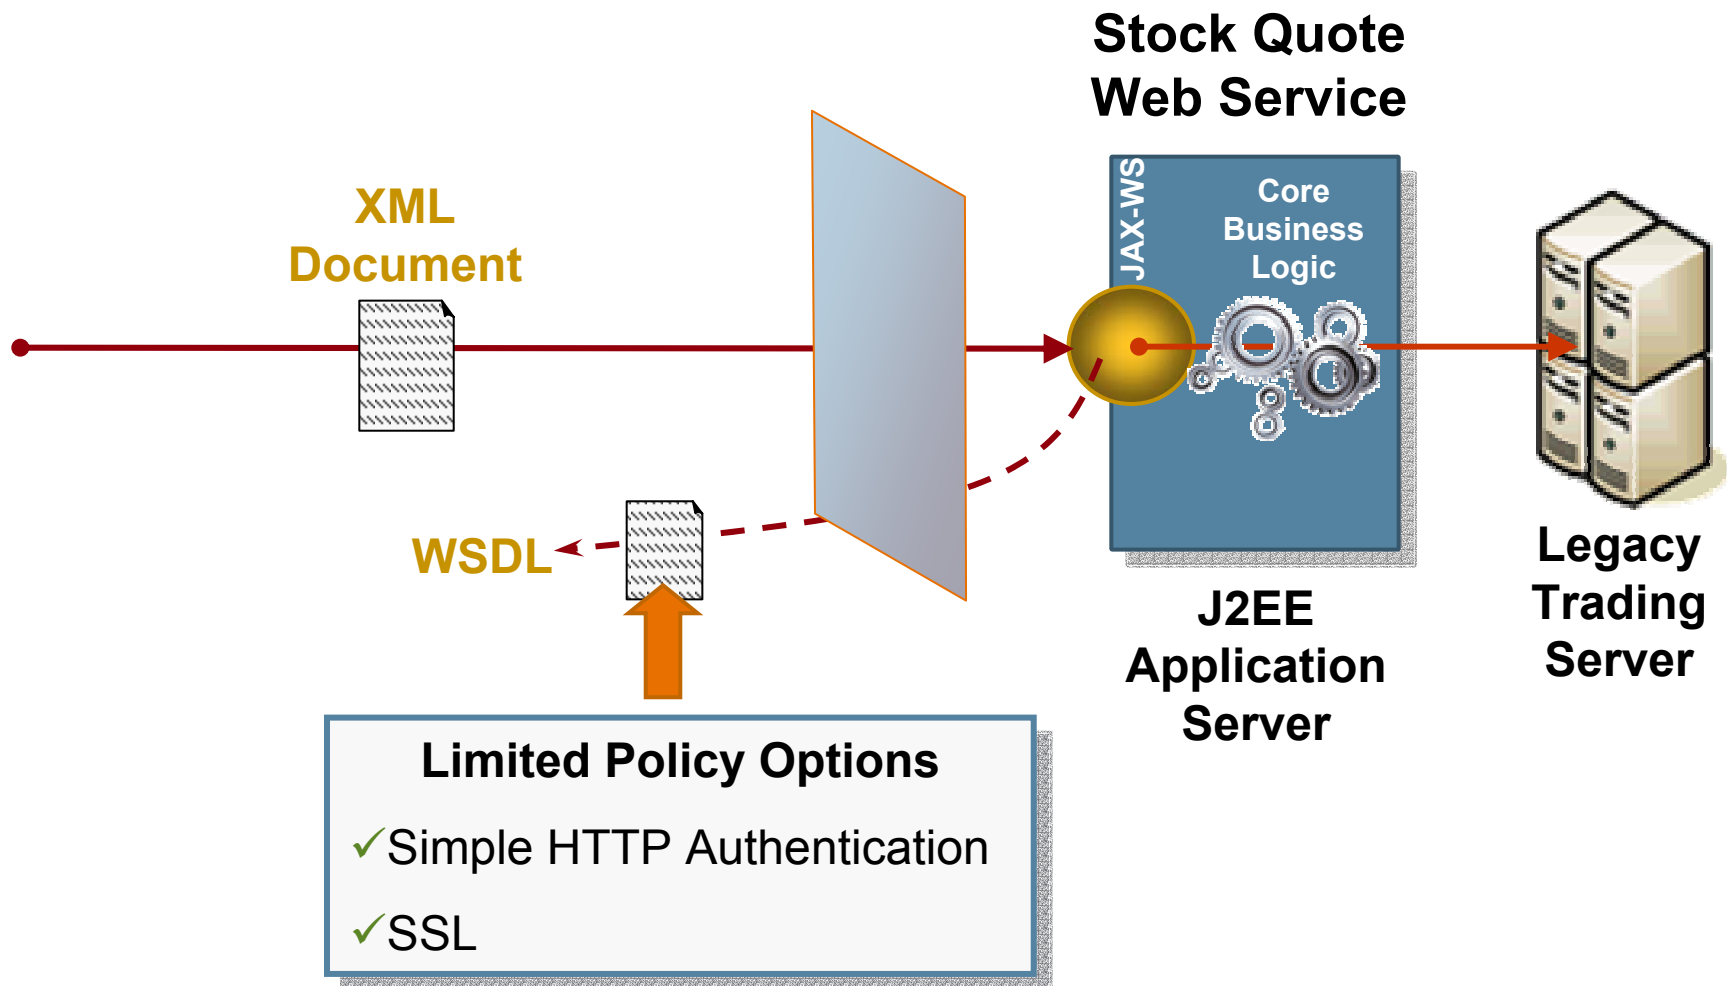 Stock Quote
Web Service
XML
Document
JAX-WS
Core
Business
Logic
WSDL
Legacy
Trading
Server
J2EE
Application
Server
Limited Policy Options
✓Simple HTTP Authentication
✓SSL